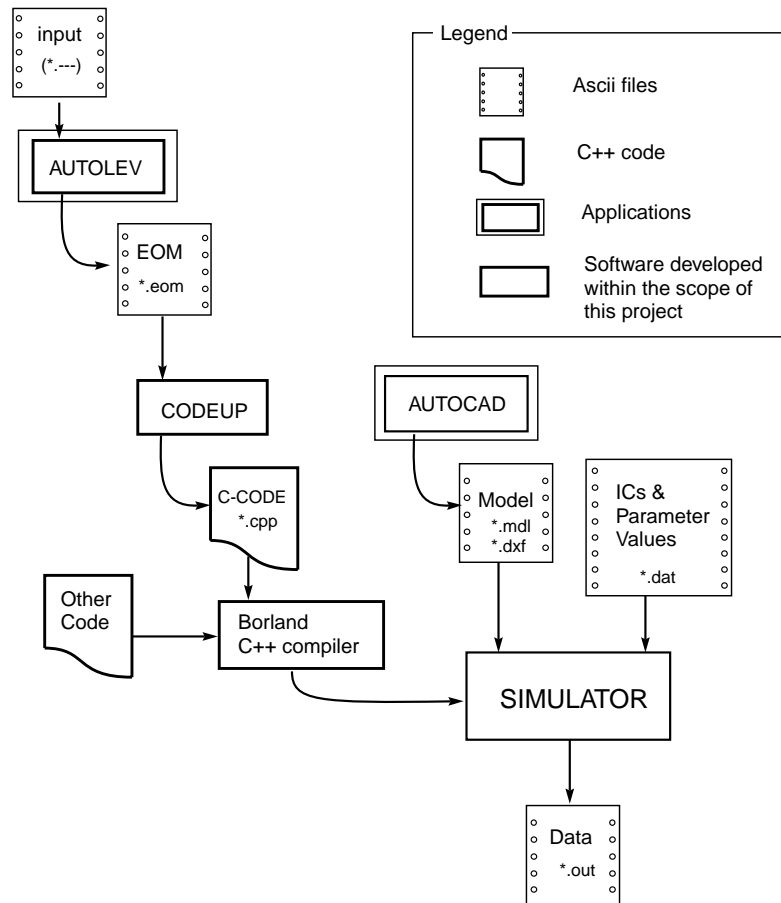 input
(*.---)
AUTOLEV
EOM
*.eom
CODEUP
C-CODE
*.cpp
Other
Code
Borland
C++ compiler
Legend
Ascii files
C++ code
Applications
Software developed
within the scope of
this project
AUTOCAD
Model
*.mdl
*.dxf
ICs &
Parameter
Values
*.dat
SIMULATOR
Data
*.out